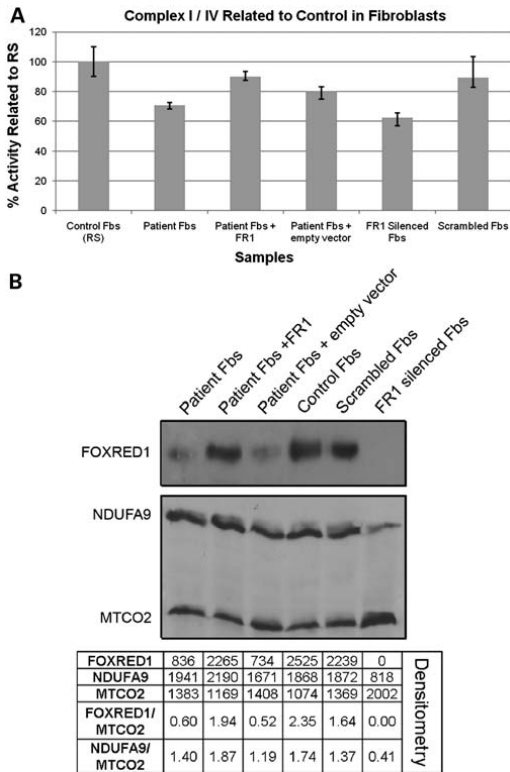 A
Complex I / IV Related to Control in Fibroblasts
% Activity Related to RS
120
100
80
60
40
20
0
Control Fbs (RS)
Patient Fbs
Patient Fbs + FR1
Patient Fbs + empty vector
FR1 Silenced Fbs
Scrambled Fbs
Samples
B
Patient Fbs
Patient Fbs +FR1
Patient Fbs + empty vector
Control Fbs
Scrambled Fbs
FR1 silenced Fbs
FOXRED1
NDUFA9
MTCO2
FOXRED1 836 2265 734 2525 2239 0
NDUFA9 1941 2190 1671 1868 1872 818
MTCO2 1383 1169 1408 1074 1369 2002
FOXRED1/MTCO2 0.60 1.94 0.52 2.35 1.64 0.00
NDUFA9/MTCO2 1.40 1.87 1.19 1.74 1.37 0.41
Densitometry